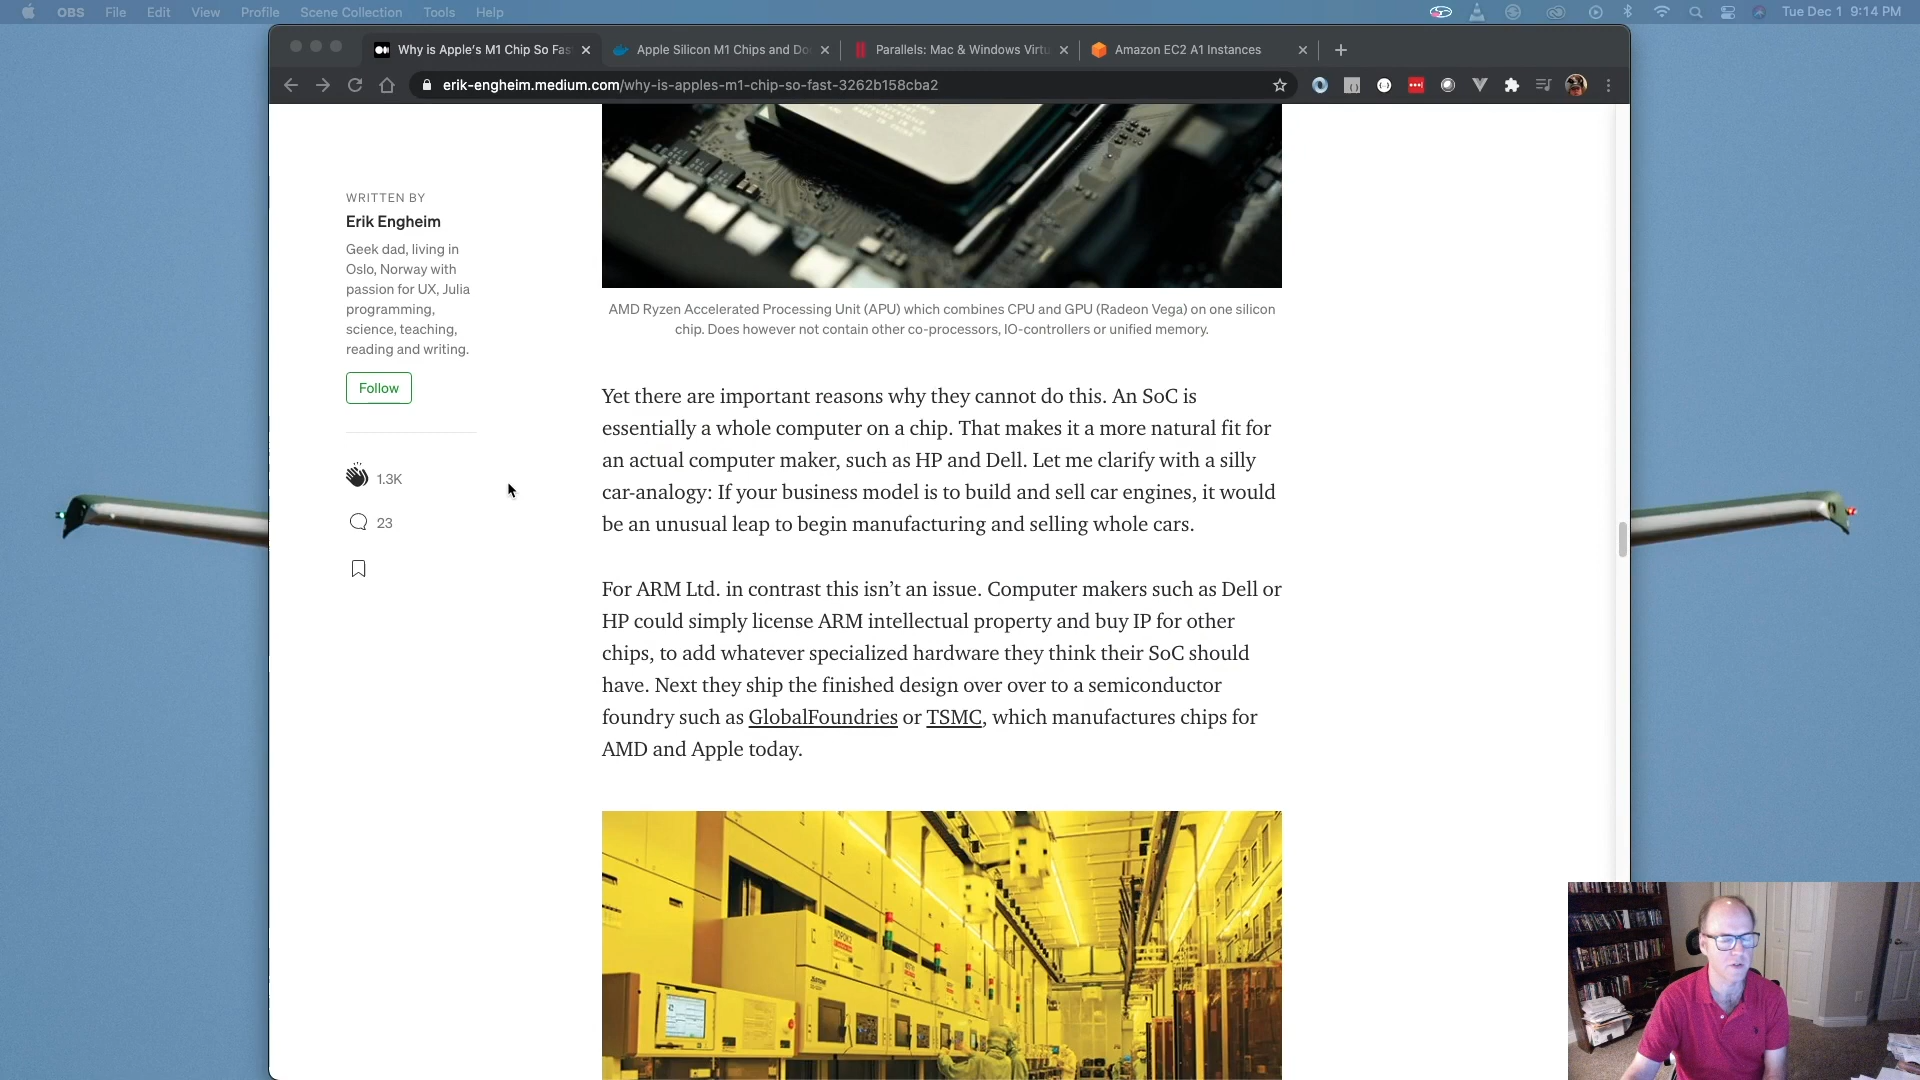 OBS File Edit View Profile Scene Collection Tools Help Tue Dec 1 9:14 PM
Why is Apple's M1 Chip So Fas Apple Silicon M1 Chips and Do Parallels: Mac & Windows Virtu Amazon EC2 A1 Instances
erik-engheim.medium.com/why-is-apples-m1-chip-so-fast-3262b158cba2
WRITTEN BY
Erik Engheim
Geek dad, living in
Oslo, Norway with
passion for UX, Julia
programming,
science, teaching,
reading and writing.
Follow
1.3K
23
AMD Ryzen Accelerated Processing Unit (APU) which combines CPU and GPU (Radeon Vega) on one silicon
chip. Does however not contain other co-processors, IO-controllers or unified memory.
Yet there are important reasons why they cannot do this. An SoC is
essentially a whole computer on a chip. That makes it a more natural fit for
an actual computer maker, such as HP and Dell. Let me clarify with a silly
car-analogy: If your business model is to build and sell car engines, it would
be an unusual leap to begin manufacturing and selling whole cars.
For ARM Ltd. in contrast this isn't an issue. Computer makers such as Dell or
HP could simply license ARM intellectual property and buy IP for other
chips, to add whatever specialized hardware they think their SoC should
have. Next they ship the finished design over over to a semiconductor
foundry such as GlobalFoundries or TSMC, which manufactures chips for
AMD and Apple today.